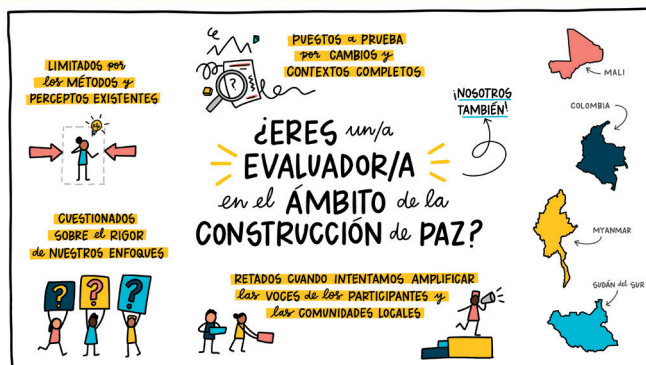 LIMITADOS por
los MÉTODOS y
PERCEPTOS EXISTENTES
PUESTOS a PRUEBA
por CAMBIOS y
CONTEXTOS COMPLETOS
¡NOSOTROS
TAMBIÉN!
¿ERES un/a
EVALUADOR/A
en el ÁMBITO de la
CONSTRUCCIÓN de PAZ?
CUESTIONADOS
SOBRE el RIGOR
de NUESTROS ENFOQUES
?
?
?
?
RETADOS CUANDO INTENTAMOS AMPLIFICAR
las VOCES de los PARTICIPANTES y
las COMUNIDADES LOCALES
MALI
COLOMBIA
MYANMAR
SUDÁN del SUR